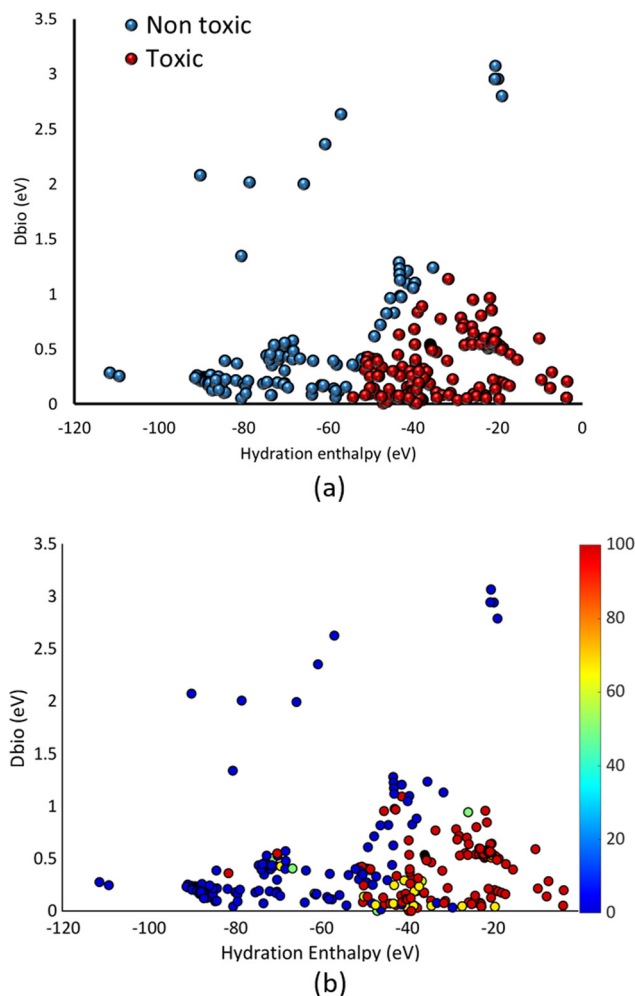 3.5
Non toxic
Toxic
3
2.5
2
1.5
1
0.5
0
Dbio (eV)
-120 -100 -80 -60 -40 -20 0
Hydration enthalpy (eV)
(a)
3.5
3
2.5
2
1.5
1
0.5
0
Dbio (eV)
-120 -100 -80 -60 -40 -20
Hydration Enthalpy (eV)
100
80
60
40
20
0
(b)